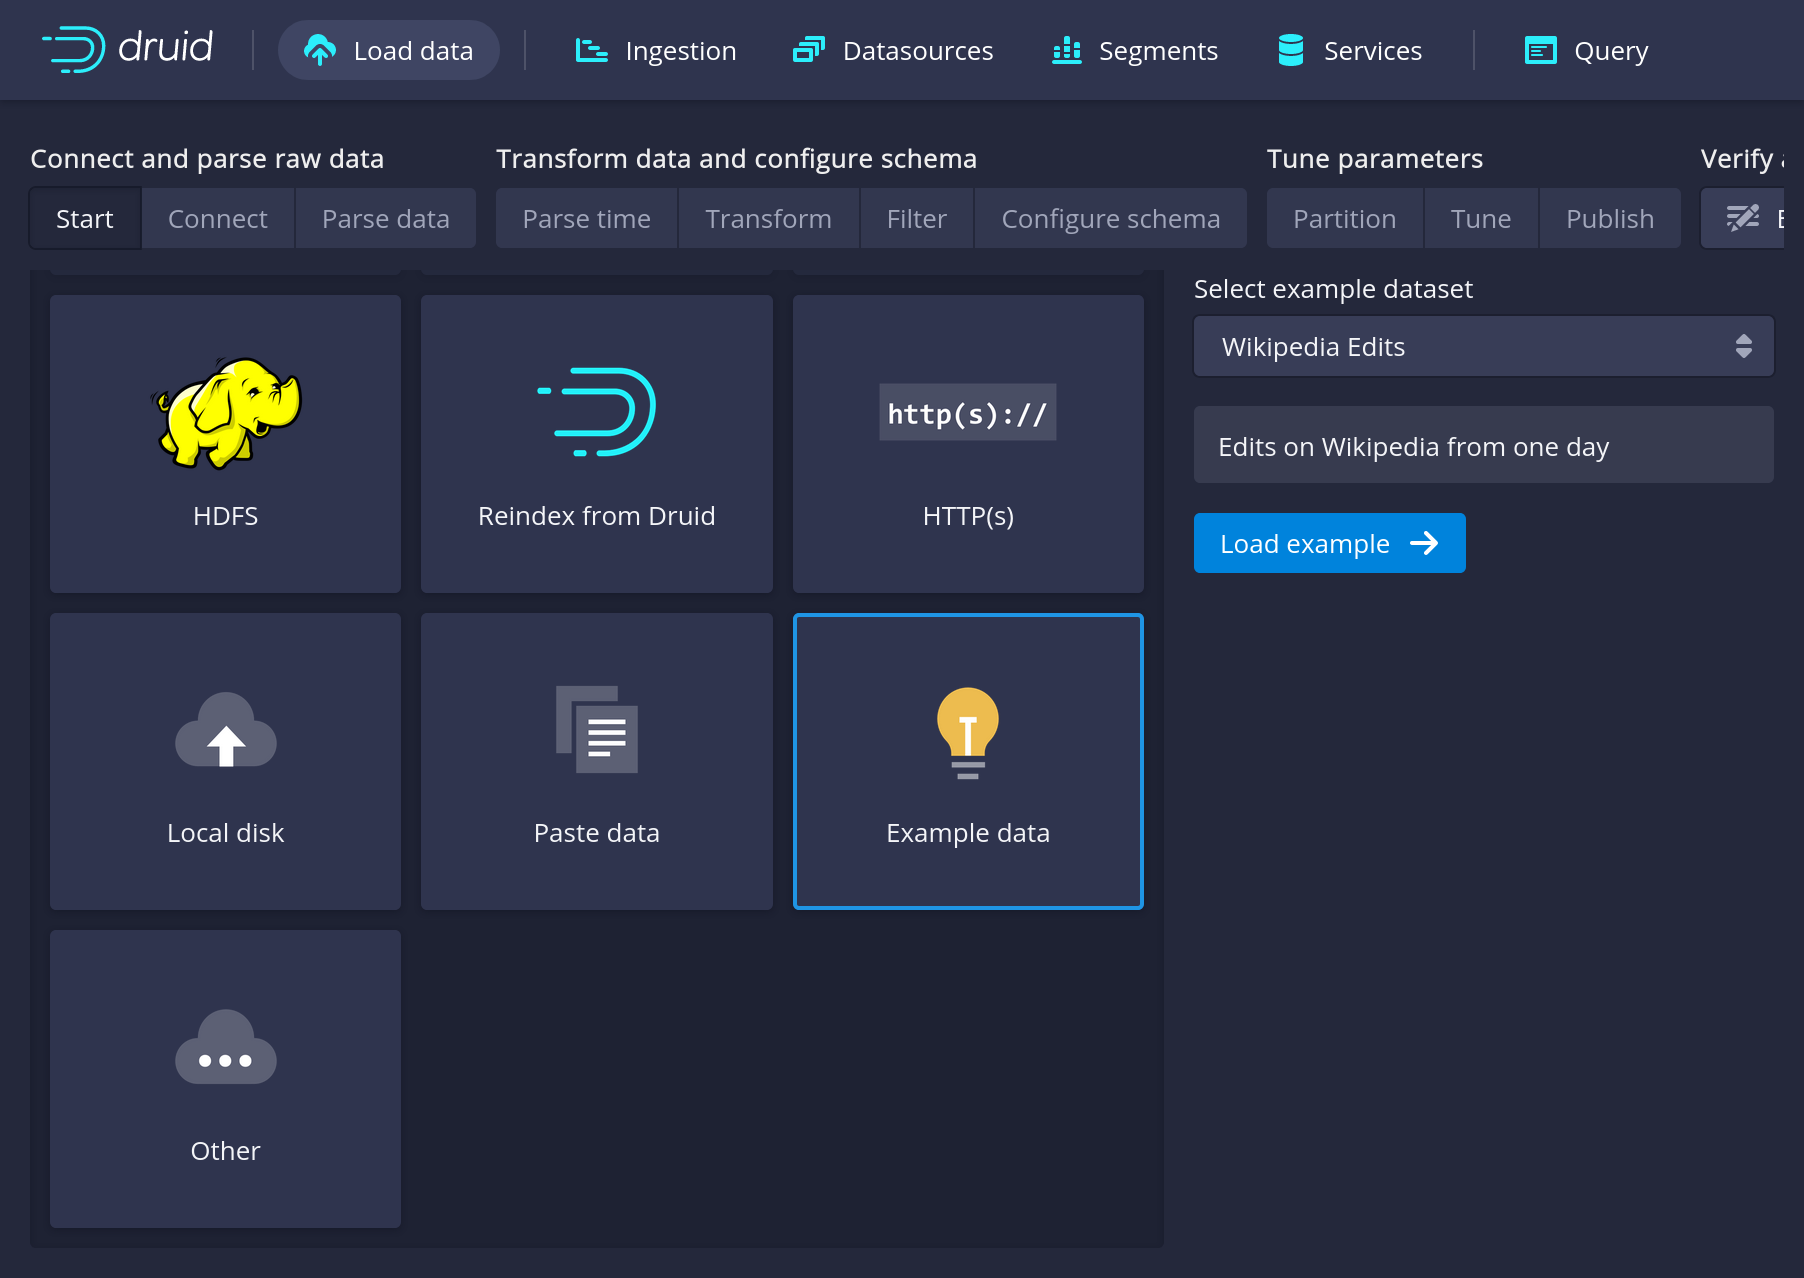 druid
Load data
Ingestion
Datasources
Segments
Services
Query
Connect and parse raw data
Transform data and configure schema
Tune parameters
Verify
Start
Connect
Parse data
Parse time
Transform
Filter
Configure schema
Partition
Tune
Publish
Select example dataset
Wikipedia Edits
Edits on Wikipedia from one day
Load example
http(s)://
HDFS
Reindex from Druid
HTTP(s)
Local disk
Paste data
Example data
Other